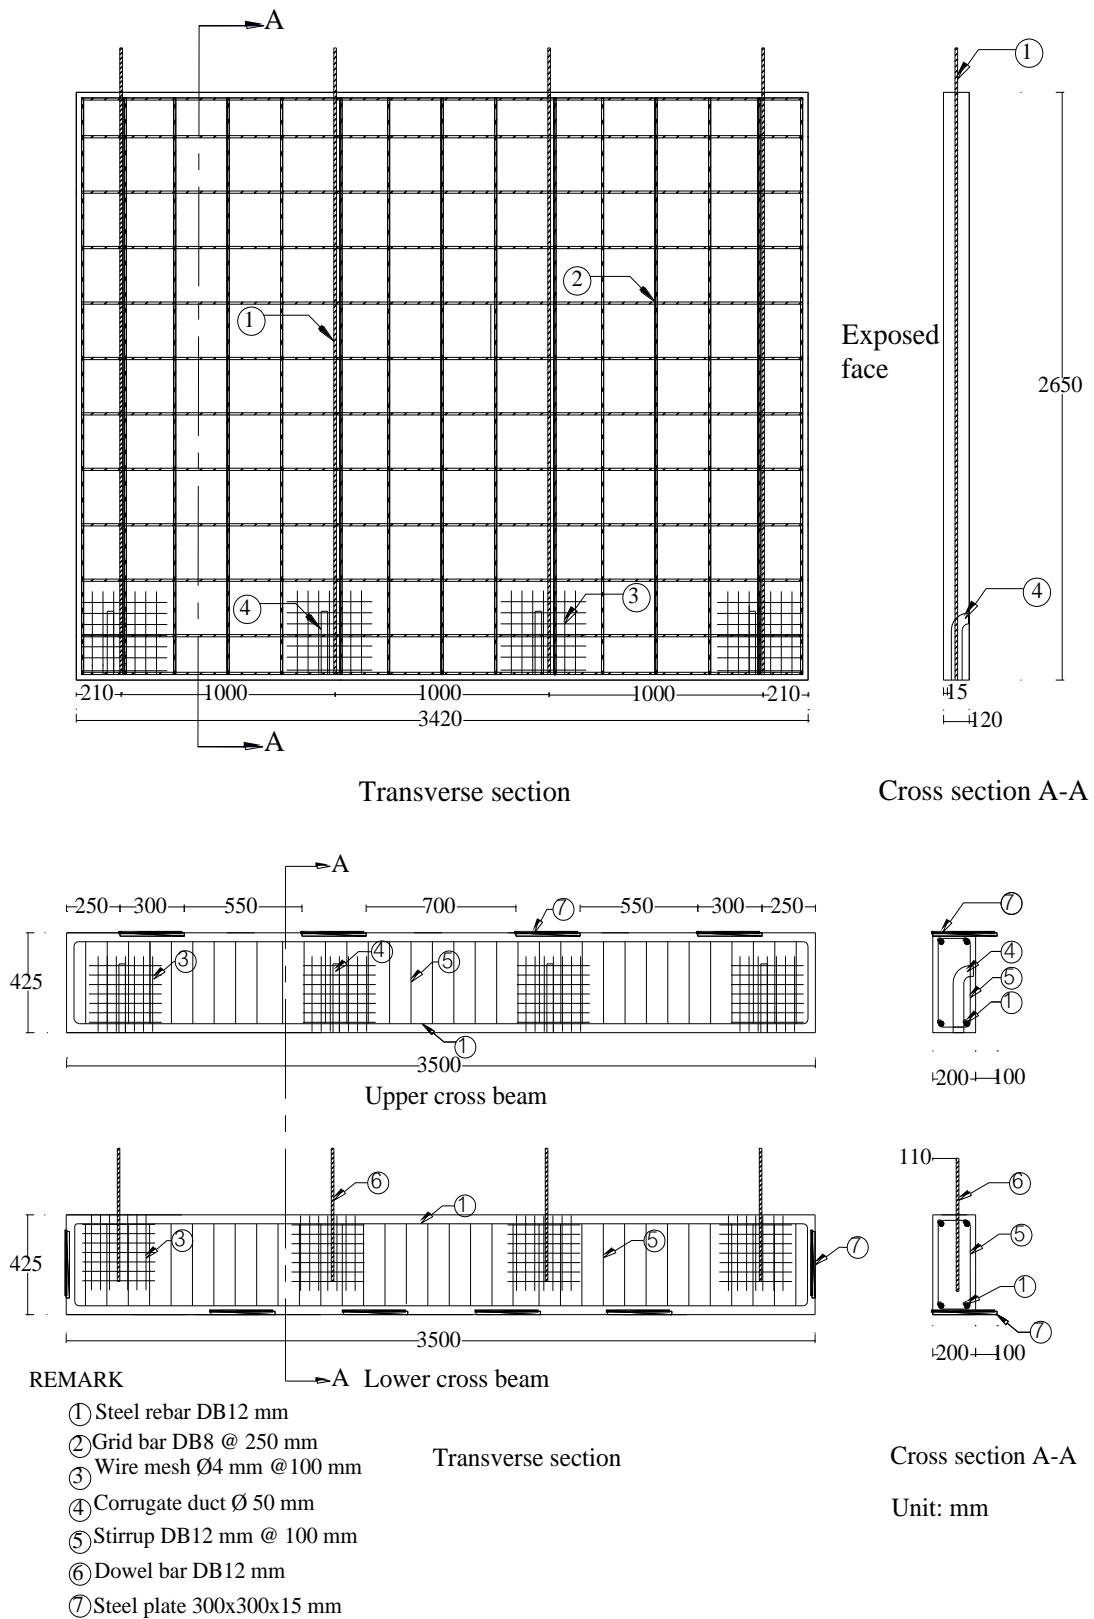 A
1
2
1
Exposed
face
2650
4
3
4
210
1000
1000
1000
210
15
3420
120
A
Transverse section
Cross section A-A
A
250
300
550
700
7
550
300
250
7
3
4
5
4
5
1
425
1
3500
200
100
Upper cross beam
110
6
1
6
3
5
7
5
1
425
3500
7
200
100
REMARK
A
Lower cross beam
1 Steel rebar DB12 mm
2 Grid bar DB8 @ 250 mm
3 Wire mesh Ø4 mm @100 mm
Transverse section
Cross section A-A
4 Corrugate duct Ø 50 mm
Unit: mm
5 Stirrup DB12 mm @ 100 mm
6 Dowel bar DB12 mm
7 Steel plate 300x300x15 mm